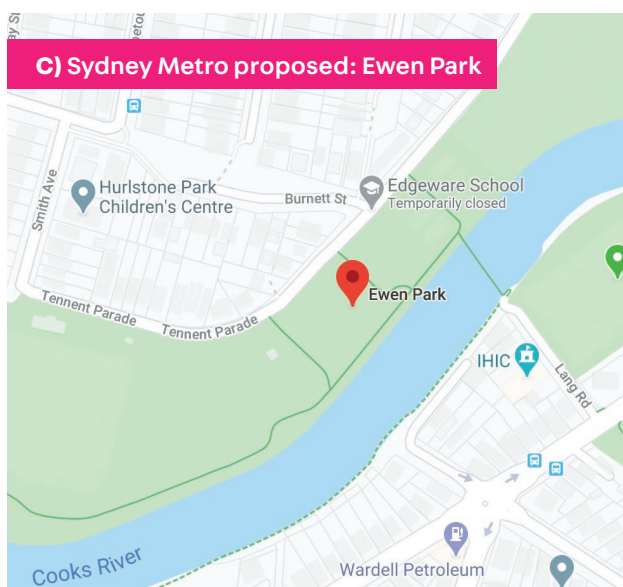 C) Sydney Metro proposed: Ewen Park
Smith Ave
Hurlstone Park
Children's Centre
Burnett St
Edgeware School
Temporarily closed
Ewen Park
Tennent Parade
Tennent Parade
IHIC
Lang Rd
Cooks River
Wardell Petroleum